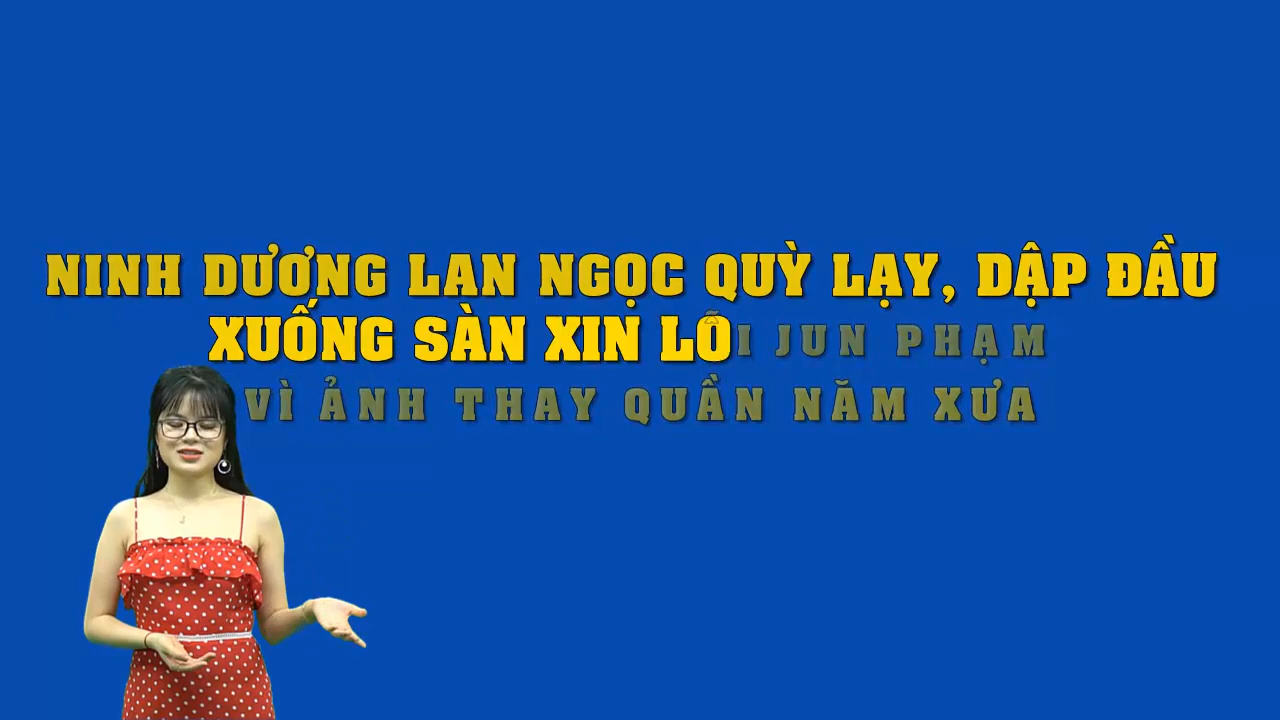 NINH DƯƠNG LAN NGỌC QUỲ LẠY, DẬP ĐẦU
XUỐNG SÀN XIN LỖI JUN PHẠM
VÌ ẢNH THAY QUẦN NĂM XƯA